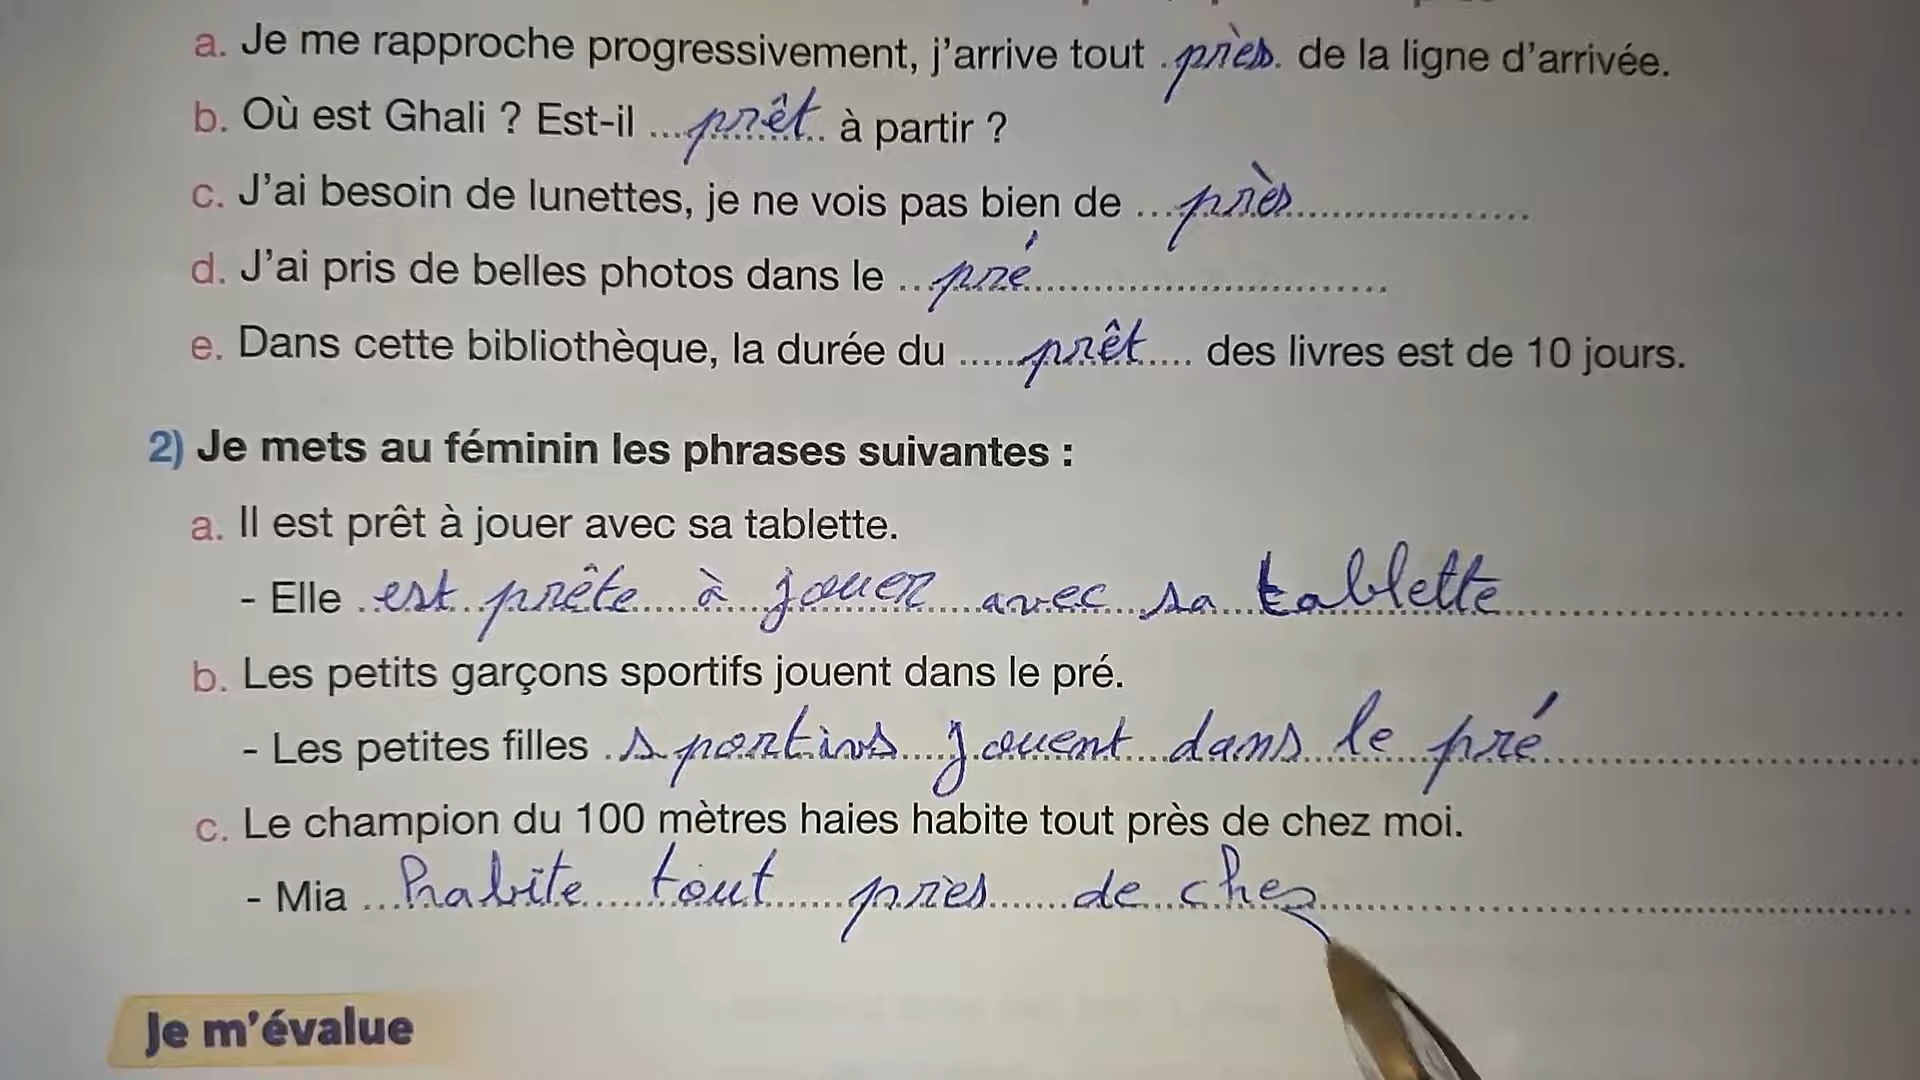 a. Je me rapproche progressivement, j'arrive tout près de la ligne d'arrivée.
b. Où est Ghali ? Est-il prêt à partir ?
c. J'ai besoin de lunettes, je ne vois pas bien de près
d. J'ai pris de belles photos dans le pré
e. Dans cette bibliothèque, la durée du prêt des livres est de 10 jours.
2) Je mets au féminin les phrases suivantes :
a. Il est prêt à jouer avec sa tablette.
- Elle est prête à jouer avec sa tablette
b. Les petits garçons sportifs jouent dans le pré.
- Les petites filles jouent dans le pré
c. Le champion du 100 mètres haies habite tout près de chez moi.
- Mia habite tout près de chez
Je m'évalue